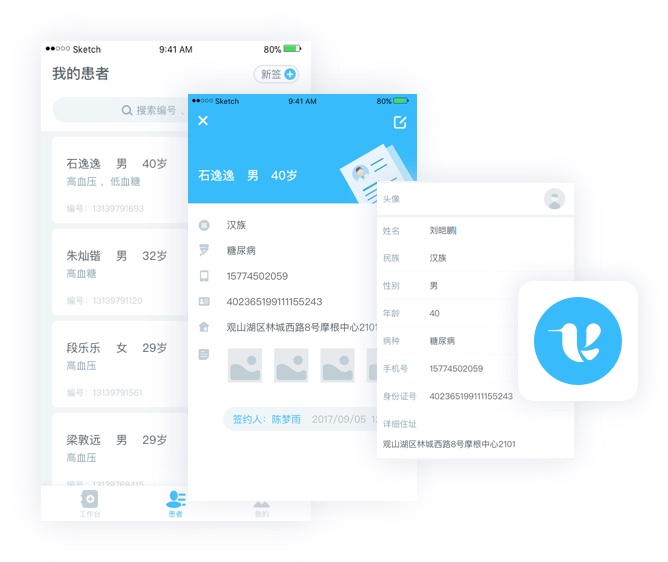 Sketch 9:41 AM 80%
我的患者 新签
搜索编号 、
石逸逸 男 40岁
高血压 ,低血糖
编号: 13139791693
朱灿锴 男 32岁
高血糖
编号: 13139791120
段乐乐 女 29岁
高血压
编号: 13139791561
梁敦远 男 29岁
高血压
编号: 13139768415
工作台 患者 我的
Sketch 9:41 AM 80%
石逸逸 男 40岁
汉族
糖尿病
15774502059
402365199111155243
观山湖区林城西路8号摩根中心2101
签约人: 陈梦雨 2017/09/05
头像
姓名 刘皑鹏
民族 汉族
性别 男
年龄 40
病种 糖尿病
手机号 15774502059
身份证号 402365199111155243
详细住址
观山湖区林城西路8号摩根中心2101